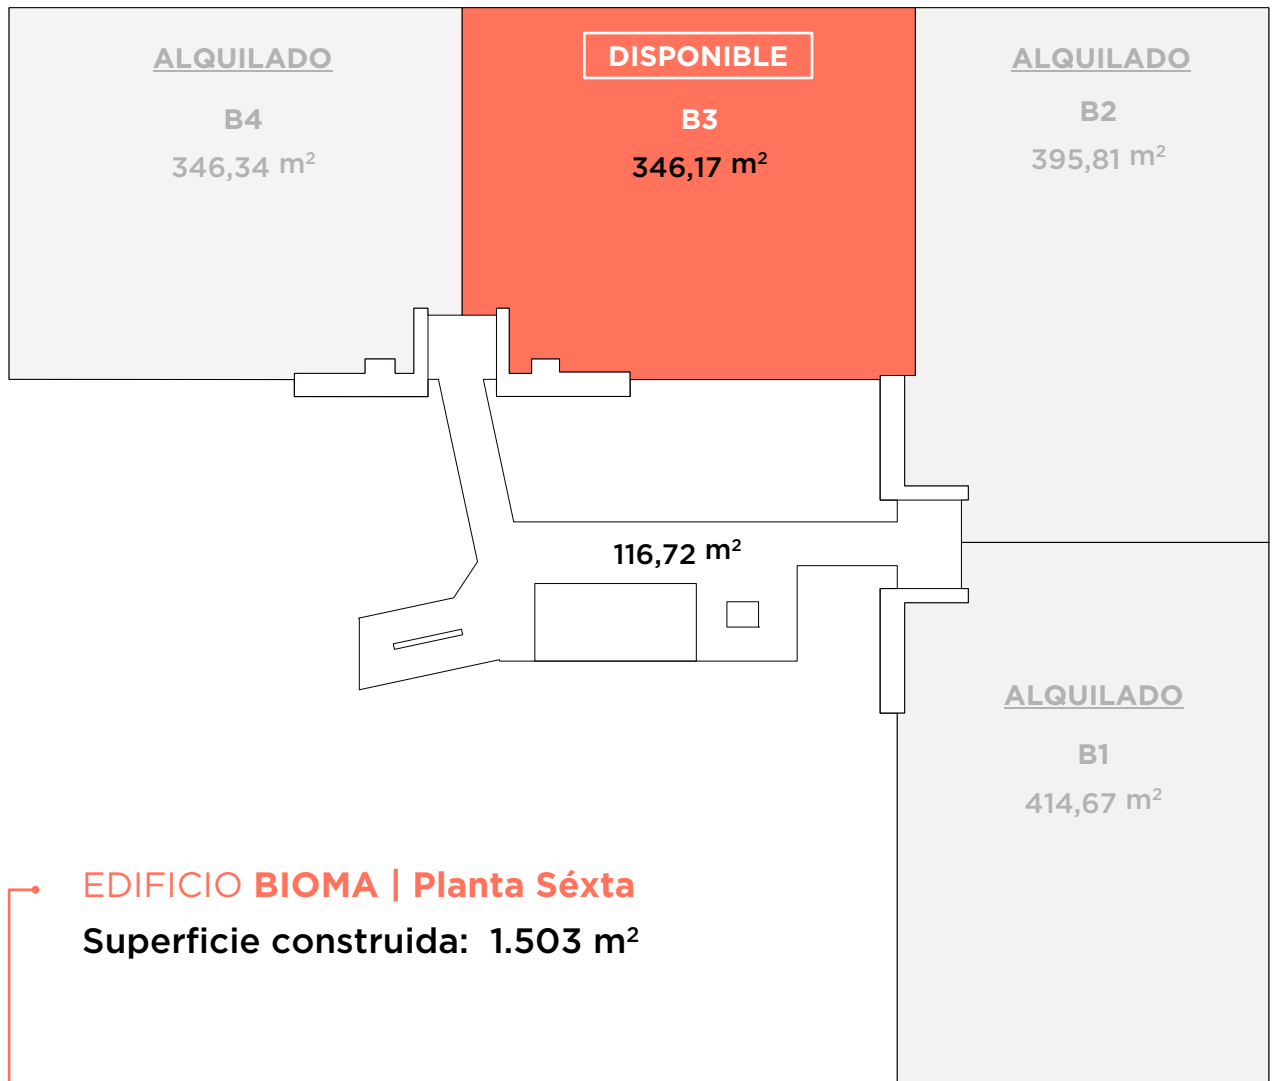 ALQUILADO
B4
346,34 m²
DISPONIBLE
B3
346,17 m²
ALQUILADO
B2
395,81 m²
116,72 m²
ALQUILADO
B1
414,67 m²
EDIFICIO BIOMA | Planta Séxta
Superficie construida: 1.503 m²